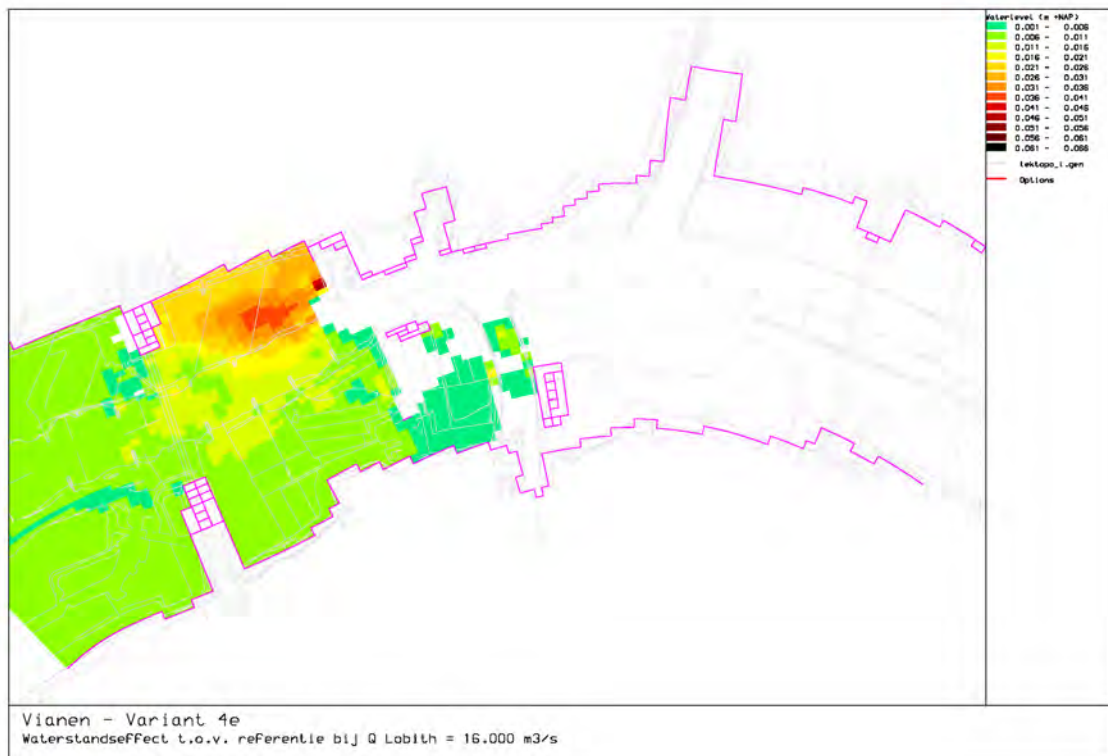 Waterlevel (m +NAP)
0.001 - 0.006
0.006 - 0.011
0.011 - 0.016
0.016 - 0.021
0.021 - 0.026
0.026 - 0.031
0.031 - 0.036
0.036 - 0.041
0.041 - 0.046
0.046 - 0.051
0.051 - 0.056
0.056 - 0.061
0.061 - 0.066
lektopo_l.gen
Options
Vianen - Variant 4e
Waterstandseffect t.o.v. referentie bij Q Lobith = 16.000 m3/s